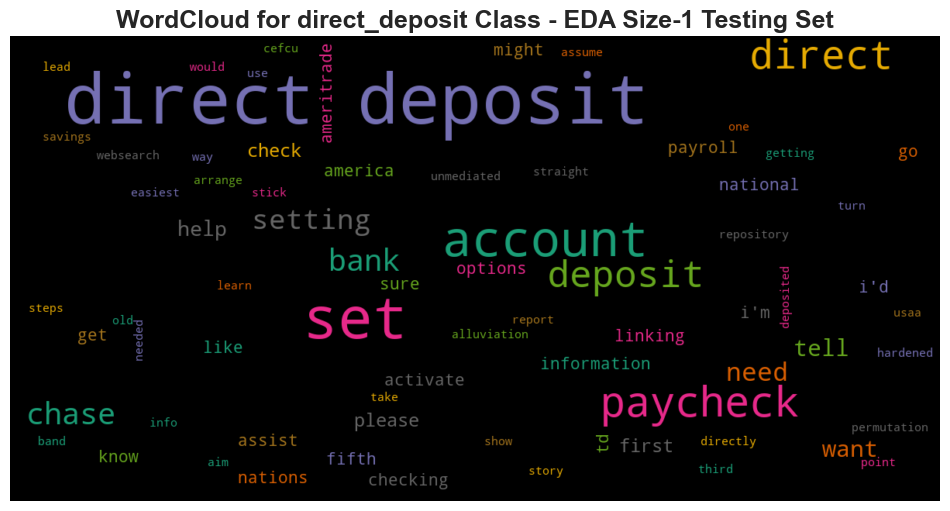 WordCloud for direct_deposit Class - EDA Size-1 Testing Set
cefcu
might
assume
direct
lead
would
use
ameritrade
direct deposit
savings
one
websearch
way
check
payroll
getting
go
america
unmediated
straight
arrange
easiest
stick
national
turn
help
setting
account
repository
bank
options
deposit
sure
learn
deposited
i'd
steps
set
old
needed
report
i'm
usaa
get
alluviation
linking
like
information
tell
hardened
activate
need
take
paycheck
chase
info
please
permutation
band
assist
show
td
first
directly
want
know
aim
fifth
story
third
point
nations
checking